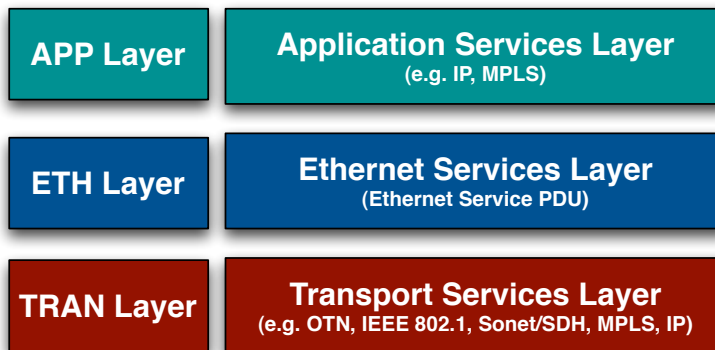 APP Layer
Application Services Layer
(e.g. IP, MPLS)
ETH Layer
Ethernet Services Layer
(Ethernet Service PDU)
TRAN Layer
Transport Services Layer
(e.g. OTN, IEEE 802.1, Sonet/SDH, MPLS, IP)